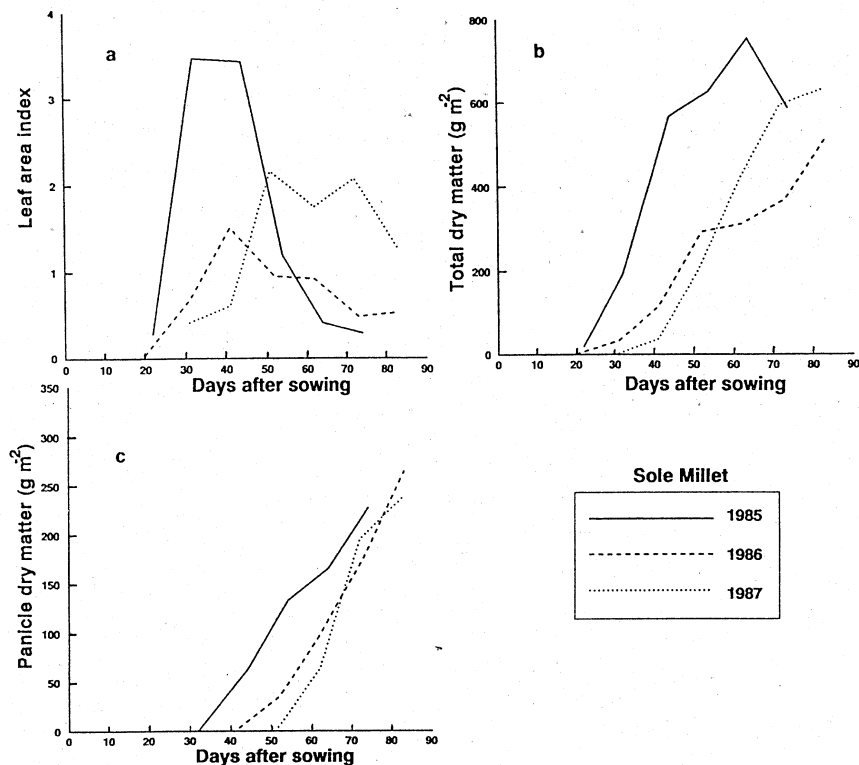 a
4
3
2
1
0
Leaf area index
0 10 20 30 40 50 60 70 80 90
Days after sowing
b
800
600
400
200
0
Total dry matter (g m-2)
0 10 20 30 40 50 60 70 80 90
Days after sowing
c
350
300
250
200
150
100
50
0
Panicle dry matter (g m-2)
0 10 20 30 40 50 60 70 80 90
Days after sowing
Sole Millet
1985
1986
1987